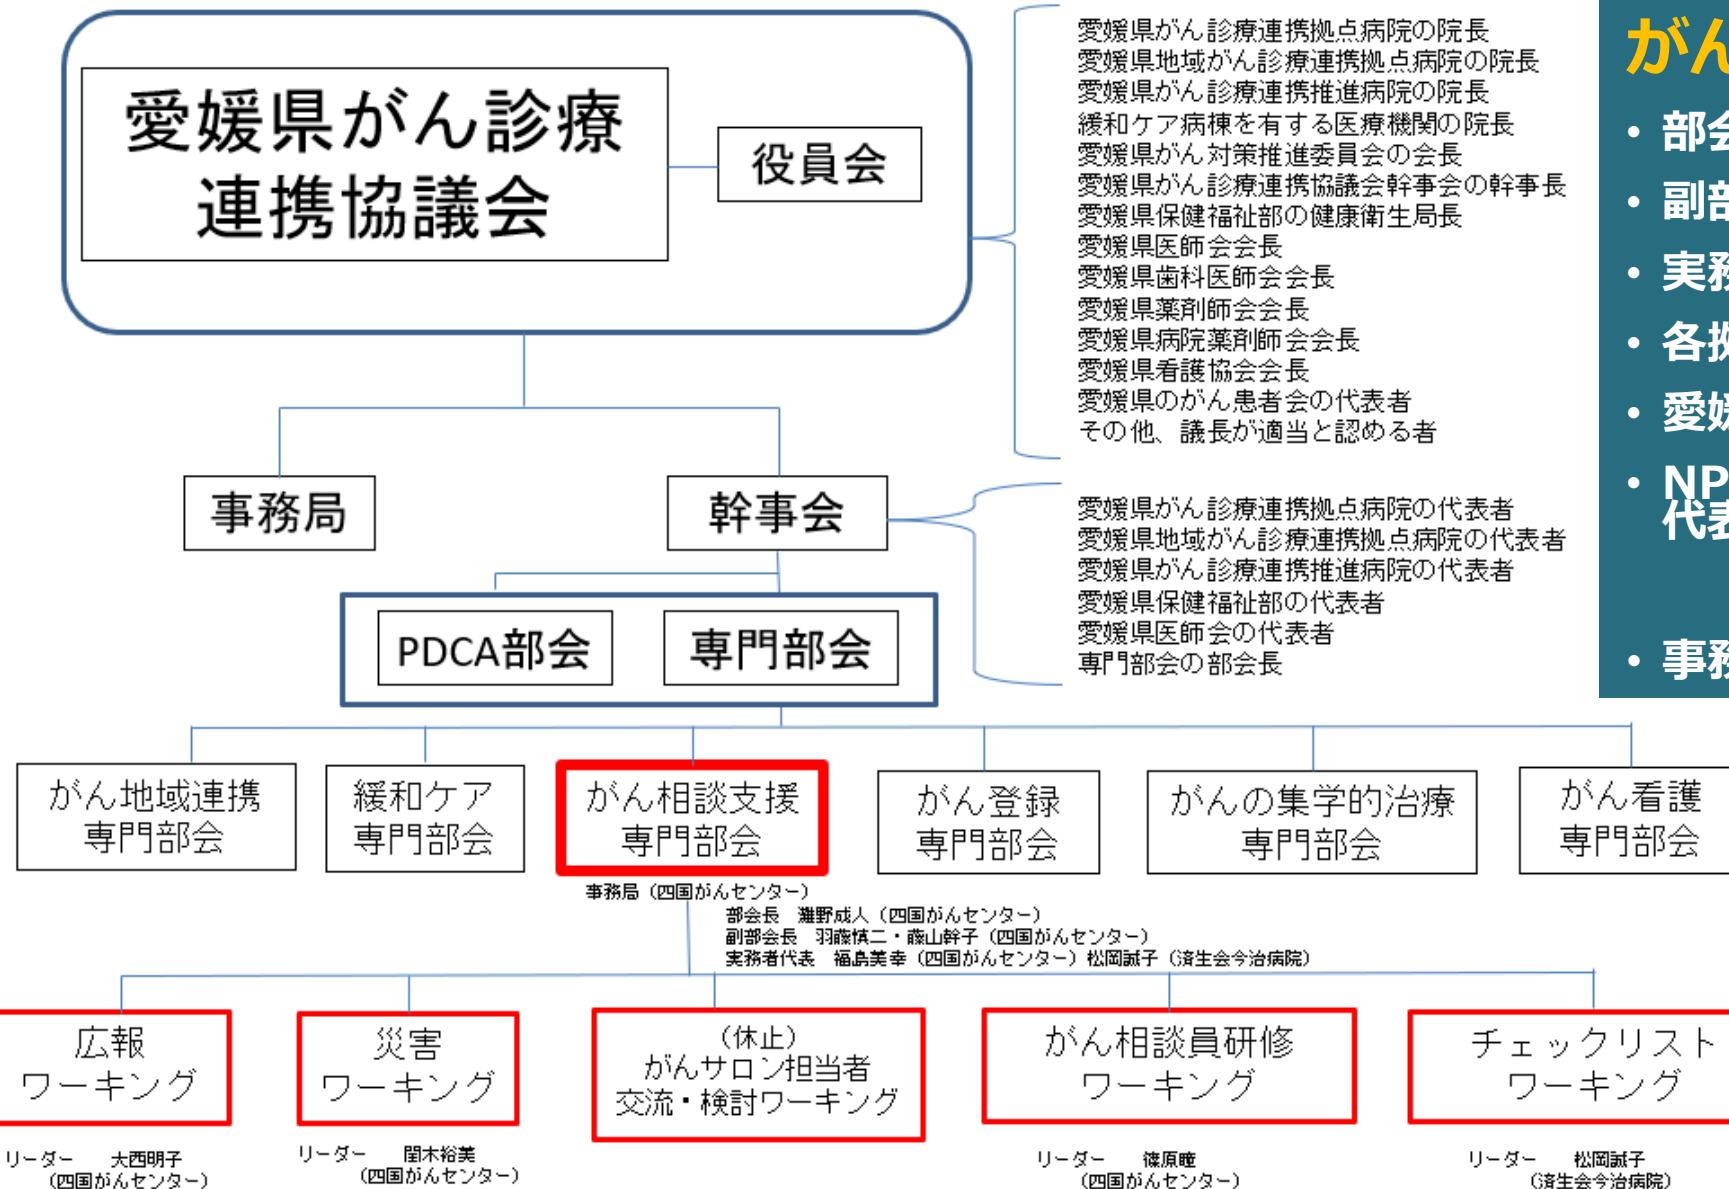 愛媛県がん診療
連携協議会
役員会
愛媛県がん診療連携拠点病院の院長
愛媛県地域がん診療連携拠点病院の院長
愛媛県がん診療連携推進病院の院長
緩和ケア病棟を有する医療機関の院長
愛媛県がん対策推進委員会の会長
愛媛県がん診療連携協議会幹事会の幹事長
愛媛県保健福祉部の健康衛生局長
愛媛県医師会会長
愛媛県歯科医師会会長
愛媛県薬剤師会会長
愛媛県病院薬剤師会会長
愛媛県看護協会会長
愛媛県のがん患者会の代表者
その他、議長が適当と認める者
がん
・部会
・副部
・実務
・各拠
・愛媛
・NP
代表
・事務
事務局
幹事会
愛媛県がん診療連携拠点病院の代表者
愛媛県地域がん診療連携拠点病院の代表者
愛媛県がん診療連携推進病院の代表者
愛媛県保健福祉部の代表者
愛媛県医師会の代表者
専門部会の部会長
PDCA部会
専門部会
がん地域連携
専門部会
緩和ケア
専門部会
がん相談支援
専門部会
がん登録
専門部会
がんの集学的治療
専門部会
がん看護
専門部会
事務局（四国がんセンター）
部会長　灘野成人（四国がんセンター）
副部会長　羽藤慎二・藤山幹子（四国がんセンター）
実務者代表　福島美幸（四国がんセンター）松岡誠子（済生会今治病院）
広報
ワーキング
災害
ワーキング
（休止）
がんサロン担当者
交流・検討ワーキング
がん相談員研修
ワーキング
チェックリスト
ワーキング
リーダー　大西明子
（四国がんセンター）
リーダー　閏木裕美
（四国がんセンター）
リーダー　篠原瞳
（四国がんセンター）
リーダー　松岡誠子
（済生会今治病院）